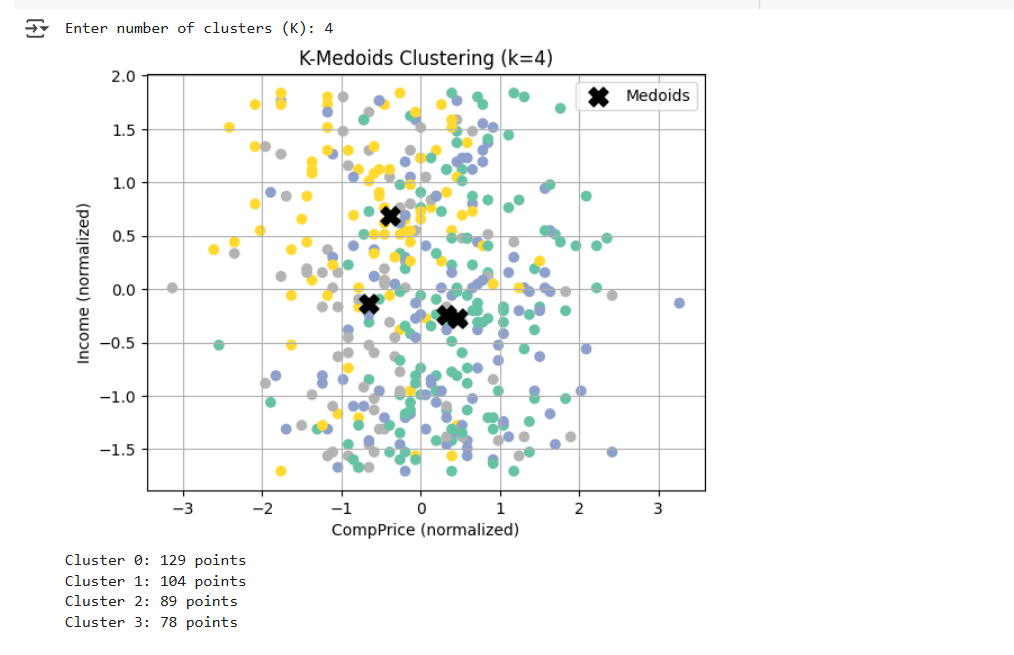 Enter number of clusters (K): 4
K-Medoids Clustering (k=4)
Medoids
2.0
1.5
1.0
0.5
0.0
−0.5
−1.0
−1.5
Income (normalized)
−3 −2 −1 0 1 2 3
CompPrice (normalized)
Cluster 0: 129 points
Cluster 1: 104 points
Cluster 2: 89 points
Cluster 3: 78 points